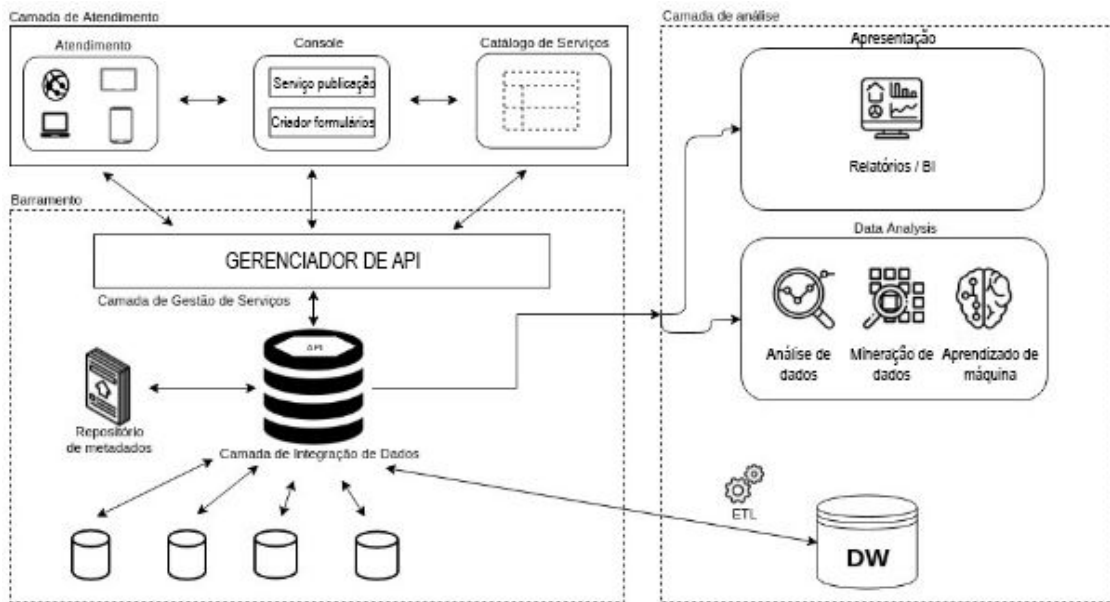 Camada de Atendimento
Atendimento
Console
Catálogo de Serviços
Serviço publicação
Criador formulários
Barramento
GERENCIADOR DE API
Camada de Gestão de Serviços
API
Repositório
de metadados
Camada de Integração de Dados
Camada de análise
Apresentação
Relatórios / BI
Data Analysis
Análise de
dados
Mineração de
dados
Aprendizado de
máquina
ETL
DW